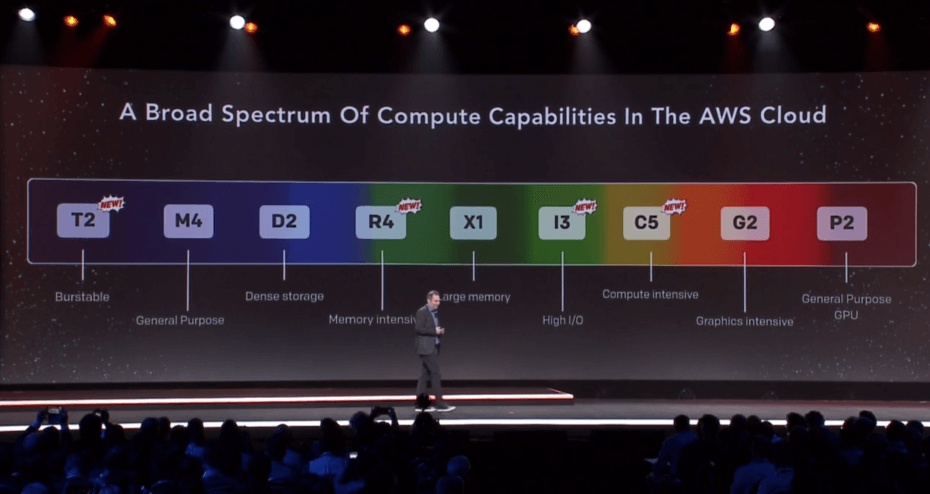 A Broad Spectrum Of Compute Capabilities In The AWS Cloud
T2 NEW!
M4
D2
R4 NEW!
X1
I3 NEW!
C5 NEW!
G2
P2
Burstable
General Purpose
Dense storage
Memory intensiv
arge memory
High I/O
Compute intensive
Graphics intensive
General Purpose
GPU